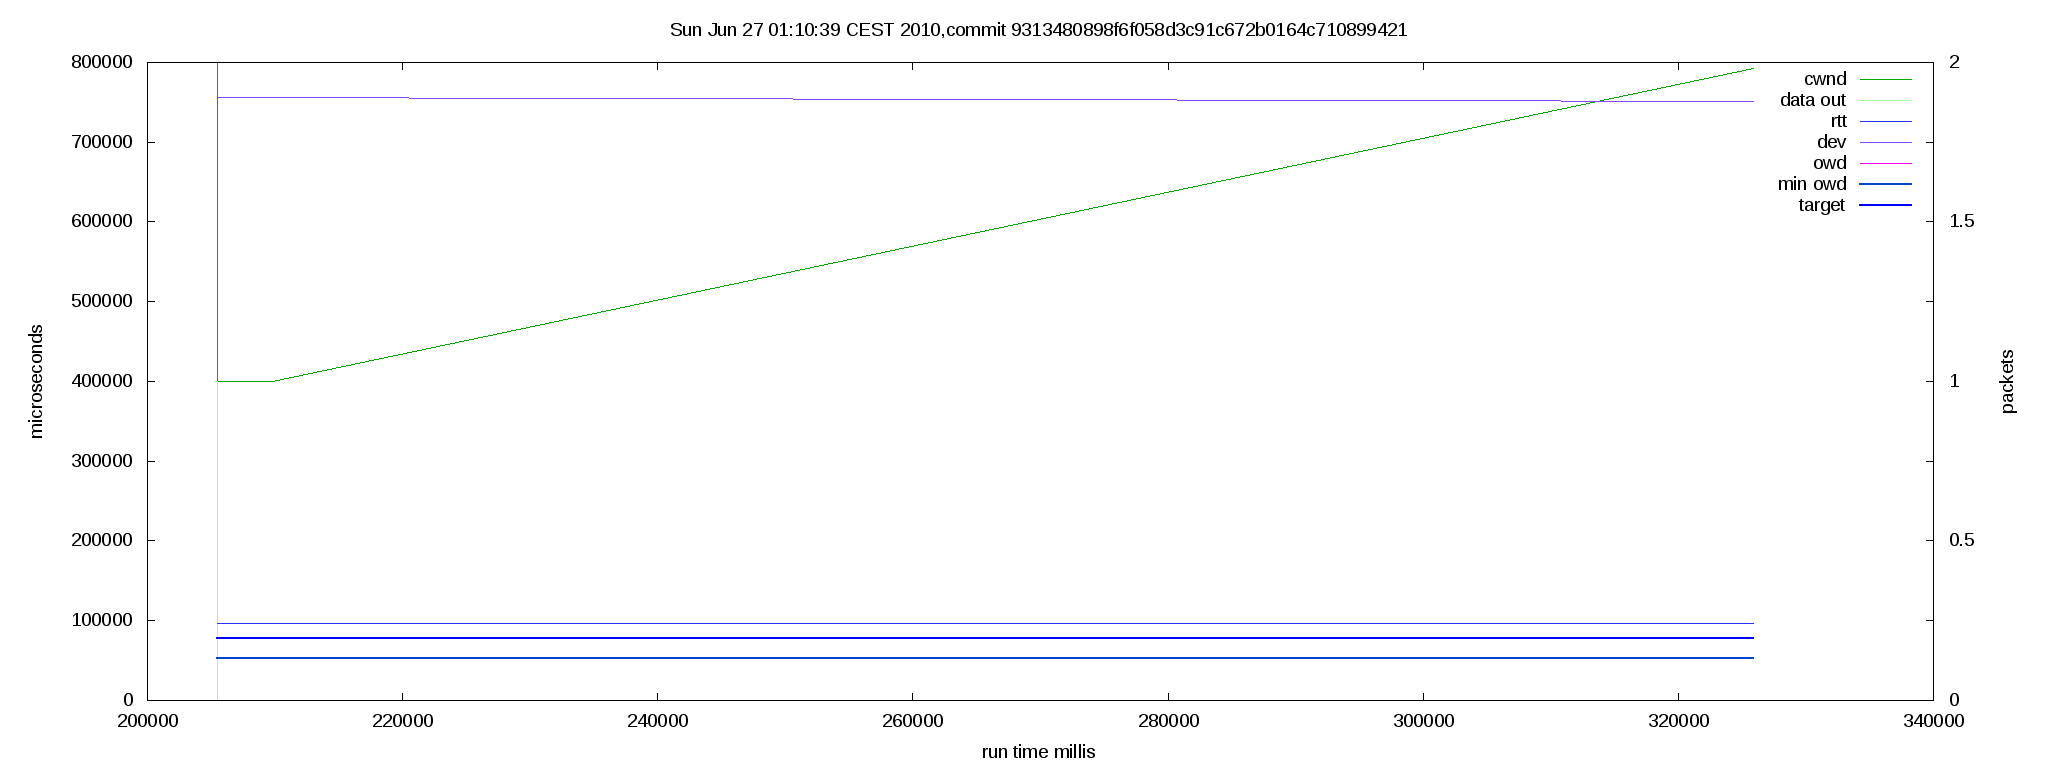 Sun Jun 27 01:10:39 CEST 2010,commit 9313480898f6f058d3c91c672b0164c710899421
800000
700000
600000
500000
400000
300000
200000
100000
0
microseconds
200000 220000 240000 260000 280000 300000 320000 340000
run time millis
2
1.5
1
0.5
0
packets
cwnd
data out
rtt
dev
owd
min owd
target